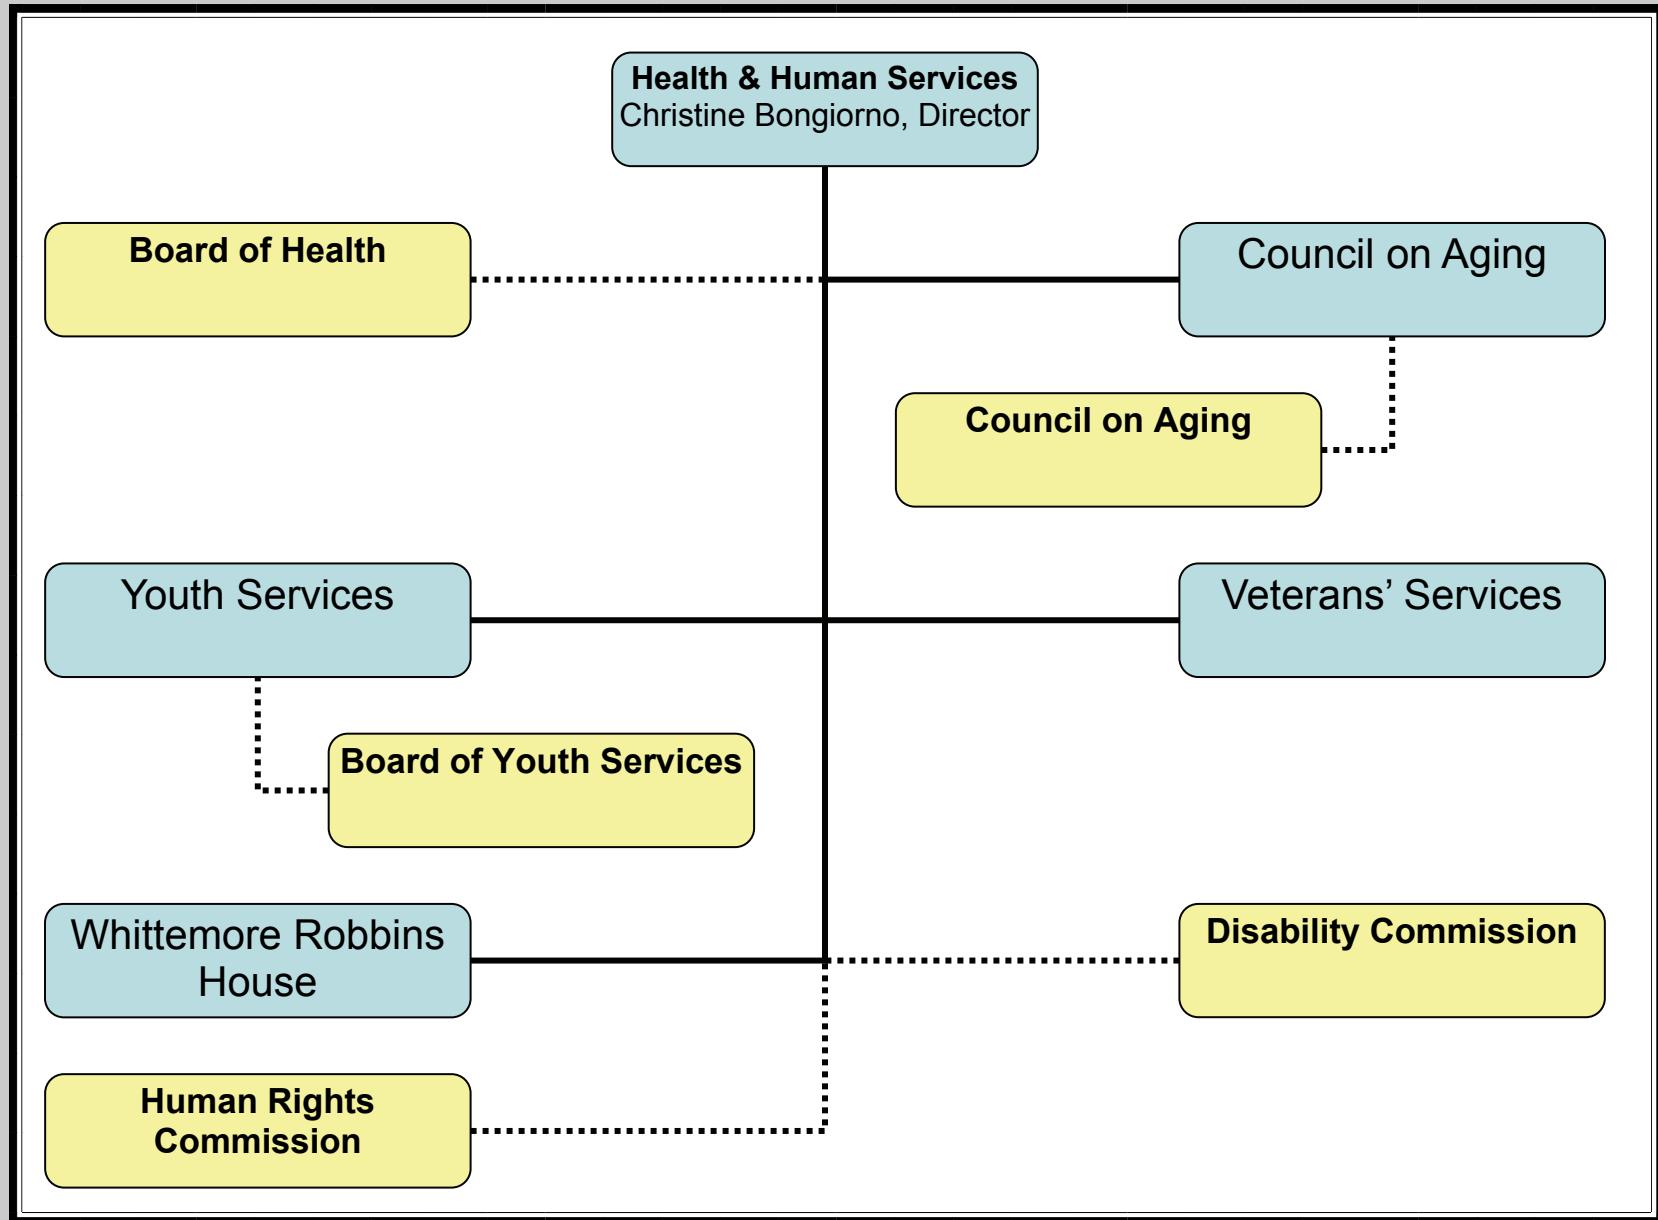 Health & Human Services
Christine Bongiorno, Director
Board of Health
Council on Aging
Council on Aging
Youth Services
Veterans’ Services
Board of Youth Services
Whittemore Robbins
House
Disability Commission
Human Rights
Commission